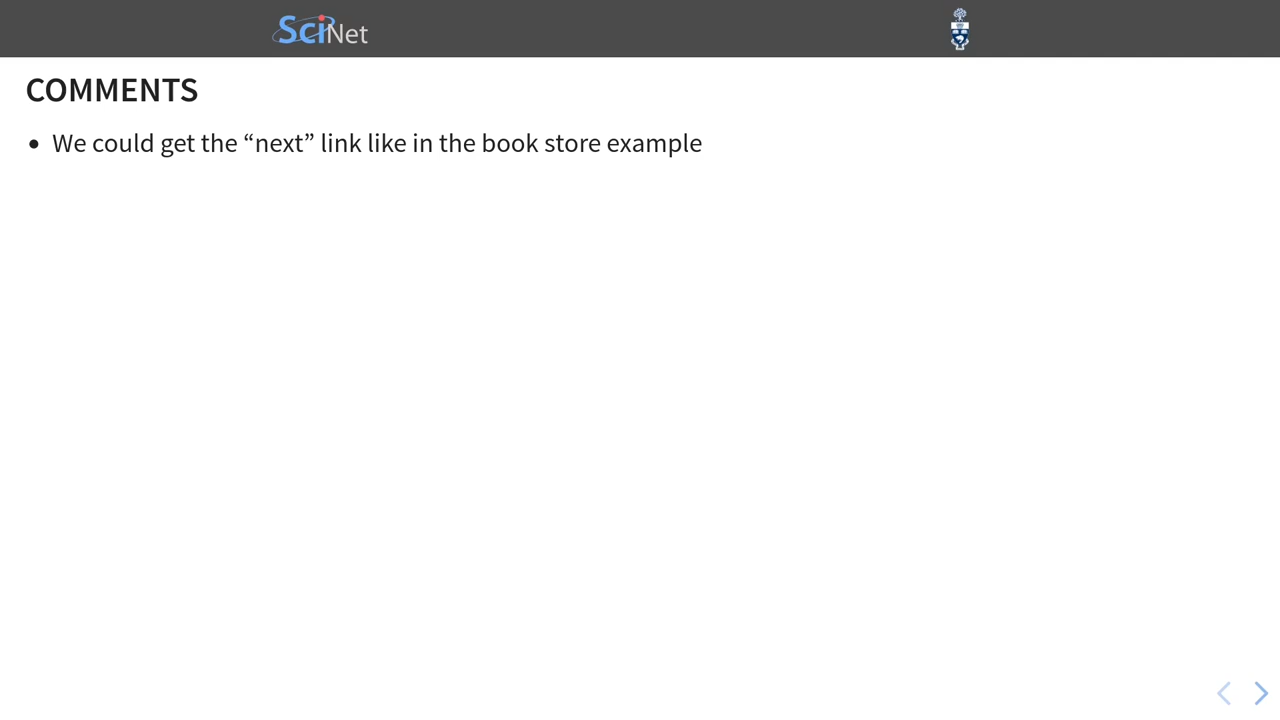 SciNet
COMMENTS
• We could get the “next” link like in the book store example